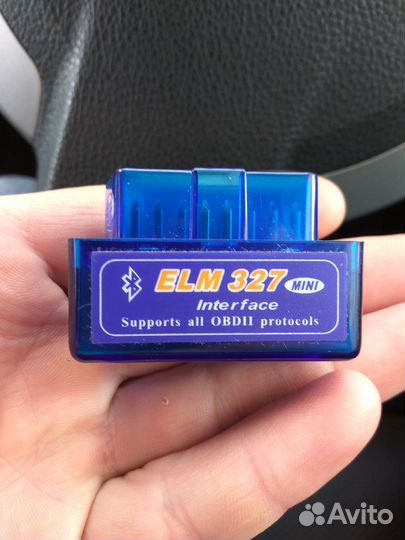 ELM 327 MINI
Interface
Supports all OBDII protocols
Avito